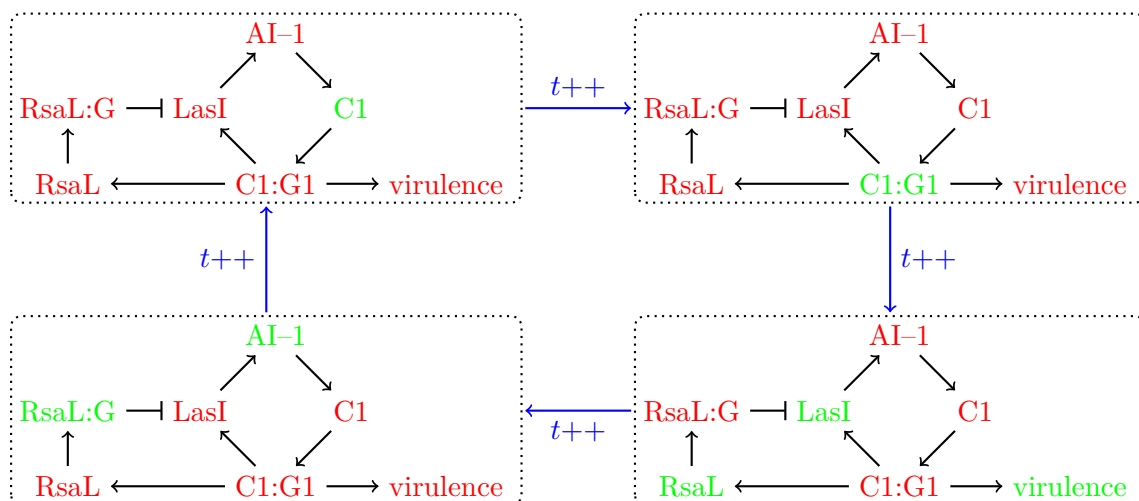 AI–1
RsaL:G LasI C1
RsaL C1:G1 virulence
t++
AI–1
RsaL:G LasI C1
RsaL C1:G1 virulence
t++
t++
AI–1
RsaL:G LasI C1
RsaL C1:G1 virulence
t++
AI–1
RsaL:G LasI C1
RsaL C1:G1 virulence